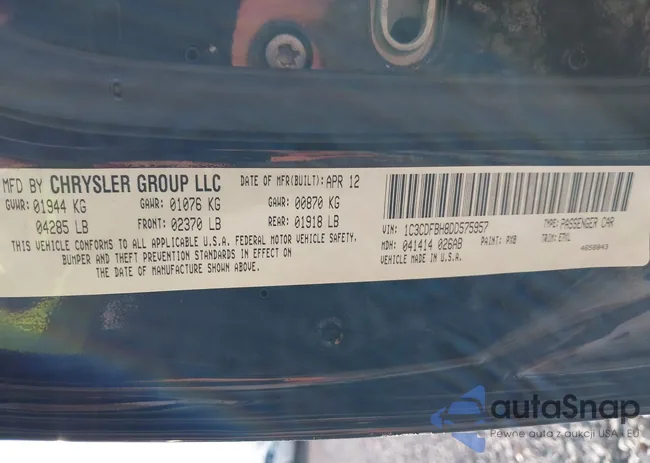 MFD BY CHRYSLER GROUP LLC DATE OF MFR(BUILT): APR 12
GVWR: 01944 KG GAWR: 01076 KG GAWR: 00870 KG
04285 LB FRONT: 02370 LB REAR: 01918 LB
THIS VEHICLE CONFORMS TO ALL APPLICABLE U.S.A. FEDERAL MOTOR VEHICLE SAFETY,
BUMPER AND THEFT PREVENTION STANDARDS IN EFFECT ON
THE DATE OF MANUFACTURE SHOWN ABOVE.
VIN: 1C3CDFBH0DD575957 TYPE: PASSENGER CAR
MDH: 041414 026AB PAINT: PXB TRIM:
VEHICLE MADE IN U.S.A.
autoSnap
Pewne auta z aukcji USA i EU